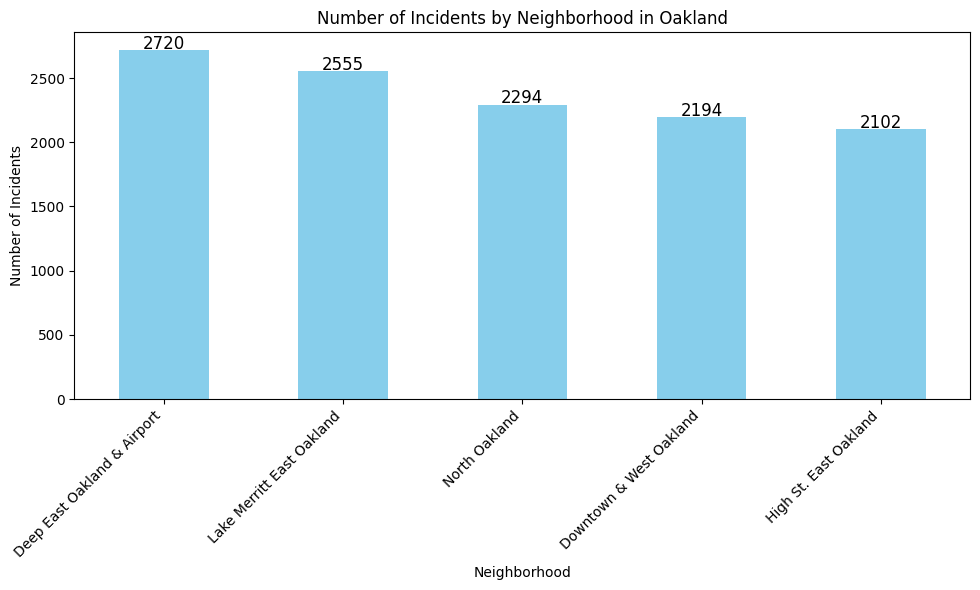 Number of Incidents by Neighborhood in Oakland
Number of Incidents
2500
2000
1500
1000
500
0
2720
2555
2294
2194
2102
Deep East Oakland & Airport
Lake Merritt East Oakland
North Oakland
Downtown & West Oakland
High St. East Oakland
Neighborhood